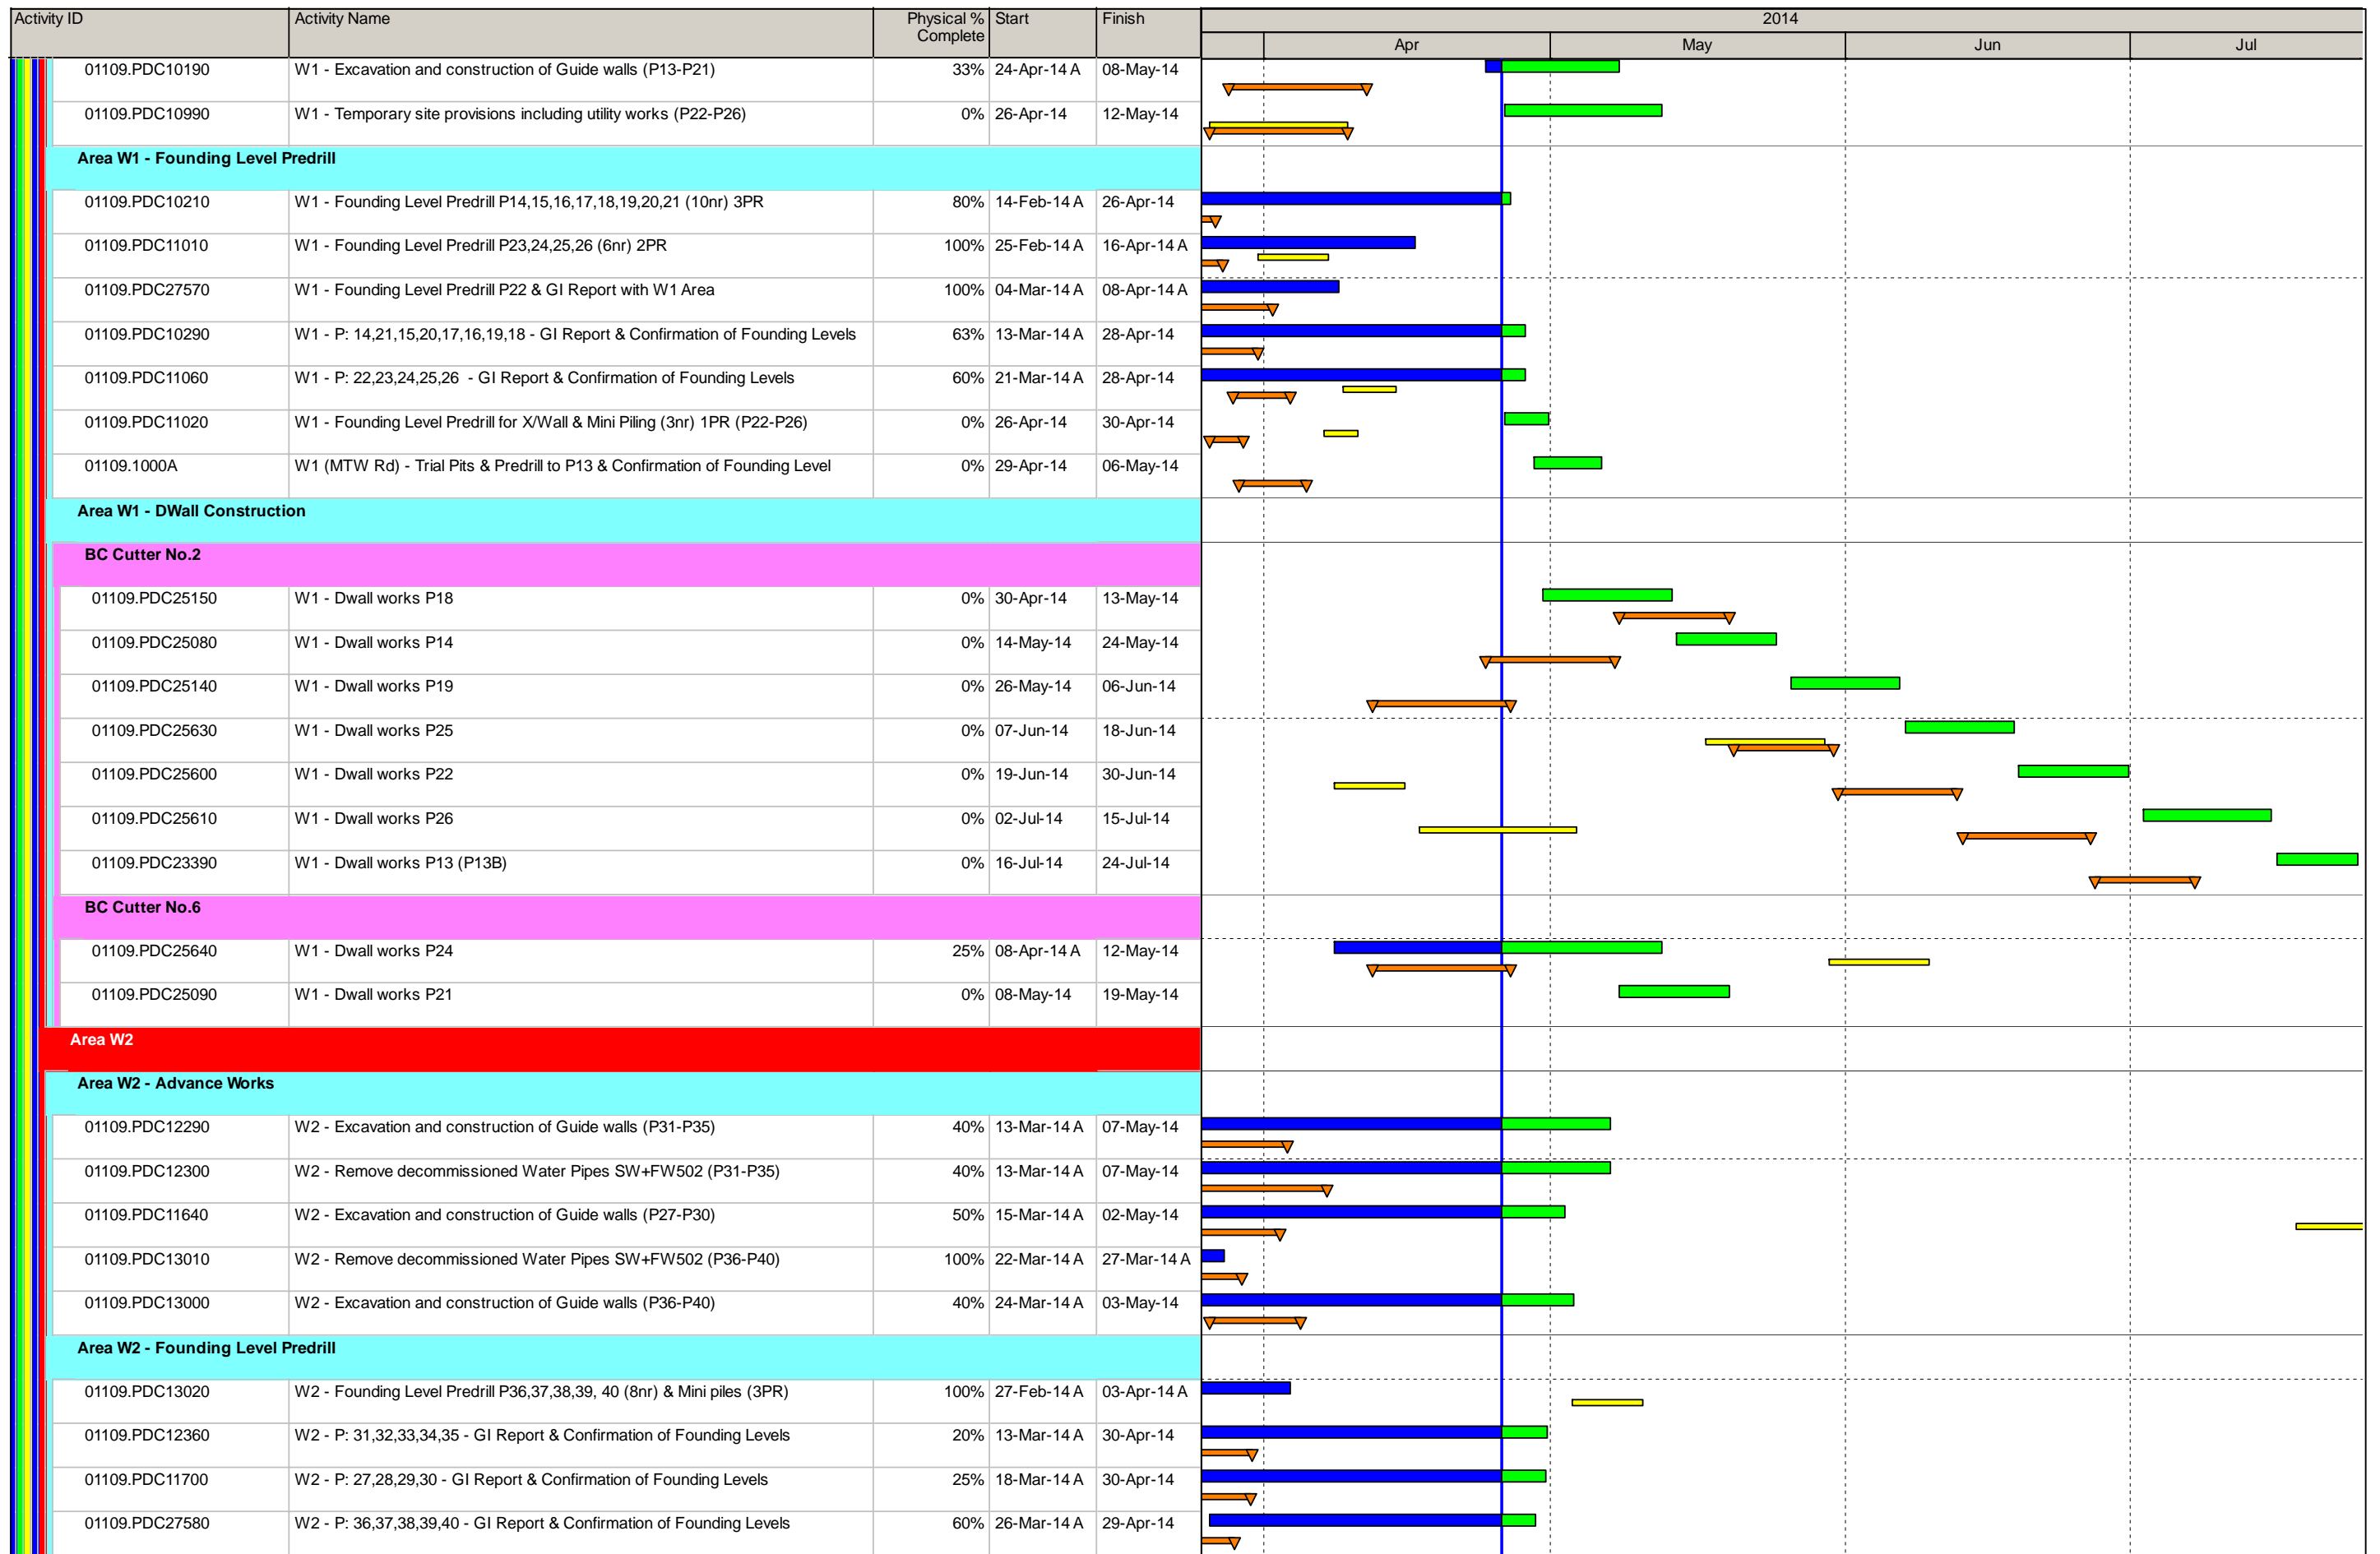 Activity ID Activity Name Physical % Complete Start Finish 2014
Apr May Jun Jul
01109.PDC10190 W1 - Excavation and construction of Guide walls (P13-P21) 33% 24-Apr-14 A 08-May-14
01109.PDC10990 W1 - Temporary site provisions including utility works (P22-P26) 0% 26-Apr-14 12-May-14
Area W1 - Founding Level Predrill
01109.PDC10210 W1 - Founding Level Predrill P14,15,16,17,18,19,20,21 (10nr) 3PR 80% 14-Feb-14 A 26-Apr-14
01109.PDC11010 W1 - Founding Level Predrill P23,24,25,26 (6nr) 2PR 100% 25-Feb-14 A 16-Apr-14 A
01109.PDC27570 W1 - Founding Level Predrill P22 & GI Report with W1 Area 100% 04-Mar-14 A 08-Apr-14 A
01109.PDC10290 W1 - P: 14,21,15,20,17,16,19,18 - GI Report & Confirmation of Founding Levels 63% 13-Mar-14 A 28-Apr-14
01109.PDC11060 W1 - P: 22,23,24,25,26 - GI Report & Confirmation of Founding Levels 60% 21-Mar-14 A 28-Apr-14
01109.PDC11020 W1 - Founding Level Predrill for X/Wall & Mini Piling (3nr) 1PR (P22-P26) 0% 26-Apr-14 30-Apr-14
01109.1000A W1 (MTW Rd) - Trial Pits & Predrill to P13 & Confirmation of Founding Level 0% 29-Apr-14 06-May-14
Area W1 - DWall Construction
BC Cutter No.2
01109.PDC25150 W1 - Dwall works P18 0% 30-Apr-14 13-May-14
01109.PDC25080 W1 - Dwall works P14 0% 14-May-14 24-May-14
01109.PDC25140 W1 - Dwall works P19 0% 26-May-14 06-Jun-14
01109.PDC25630 W1 - Dwall works P25 0% 07-Jun-14 18-Jun-14
01109.PDC25600 W1 - Dwall works P22 0% 19-Jun-14 30-Jun-14
01109.PDC25610 W1 - Dwall works P26 0% 02-Jul-14 15-Jul-14
01109.PDC23390 W1 - Dwall works P13 (P13B) 0% 16-Jul-14 24-Jul-14
BC Cutter No.6
01109.PDC25640 W1 - Dwall works P24 25% 08-Apr-14 A 12-May-14
01109.PDC25090 W1 - Dwall works P21 0% 08-May-14 19-May-14
Area W2
Area W2 - Advance Works
01109.PDC12290 W2 - Excavation and construction of Guide walls (P31-P35) 40% 13-Mar-14 A 07-May-14
01109.PDC12300 W2 - Remove decommissioned Water Pipes SW+FW502 (P31-P35) 40% 13-Mar-14 A 07-May-14
01109.PDC11640 W2 - Excavation and construction of Guide walls (P27-P30) 50% 15-Mar-14 A 02-May-14
01109.PDC13010 W2 - Remove decommissioned Water Pipes SW+FW502 (P36-P40) 100% 22-Mar-14 A 27-Mar-14 A
01109.PDC13000 W2 - Excavation and construction of Guide walls (P36-P40) 40% 24-Mar-14 A 03-May-14
Area W2 - Founding Level Predrill
01109.PDC13020 W2 - Founding Level Predrill P36,37,38,39, 40 (8nr) & Mini piles (3PR) 100% 27-Feb-14 A 03-Apr-14 A
01109.PDC12360 W2 - P: 31,32,33,34,35 - GI Report & Confirmation of Founding Levels 20% 13-Mar-14 A 30-Apr-14
01109.PDC11700 W2 - P: 27,28,29,30 - GI Report & Confirmation of Founding Levels 25% 18-Mar-14 A 30-Apr-14
01109.PDC27580 W2 - P: 36,37,38,39,40 - GI Report & Confirmation of Founding Levels 60% 26-Mar-14 A 29-Apr-14